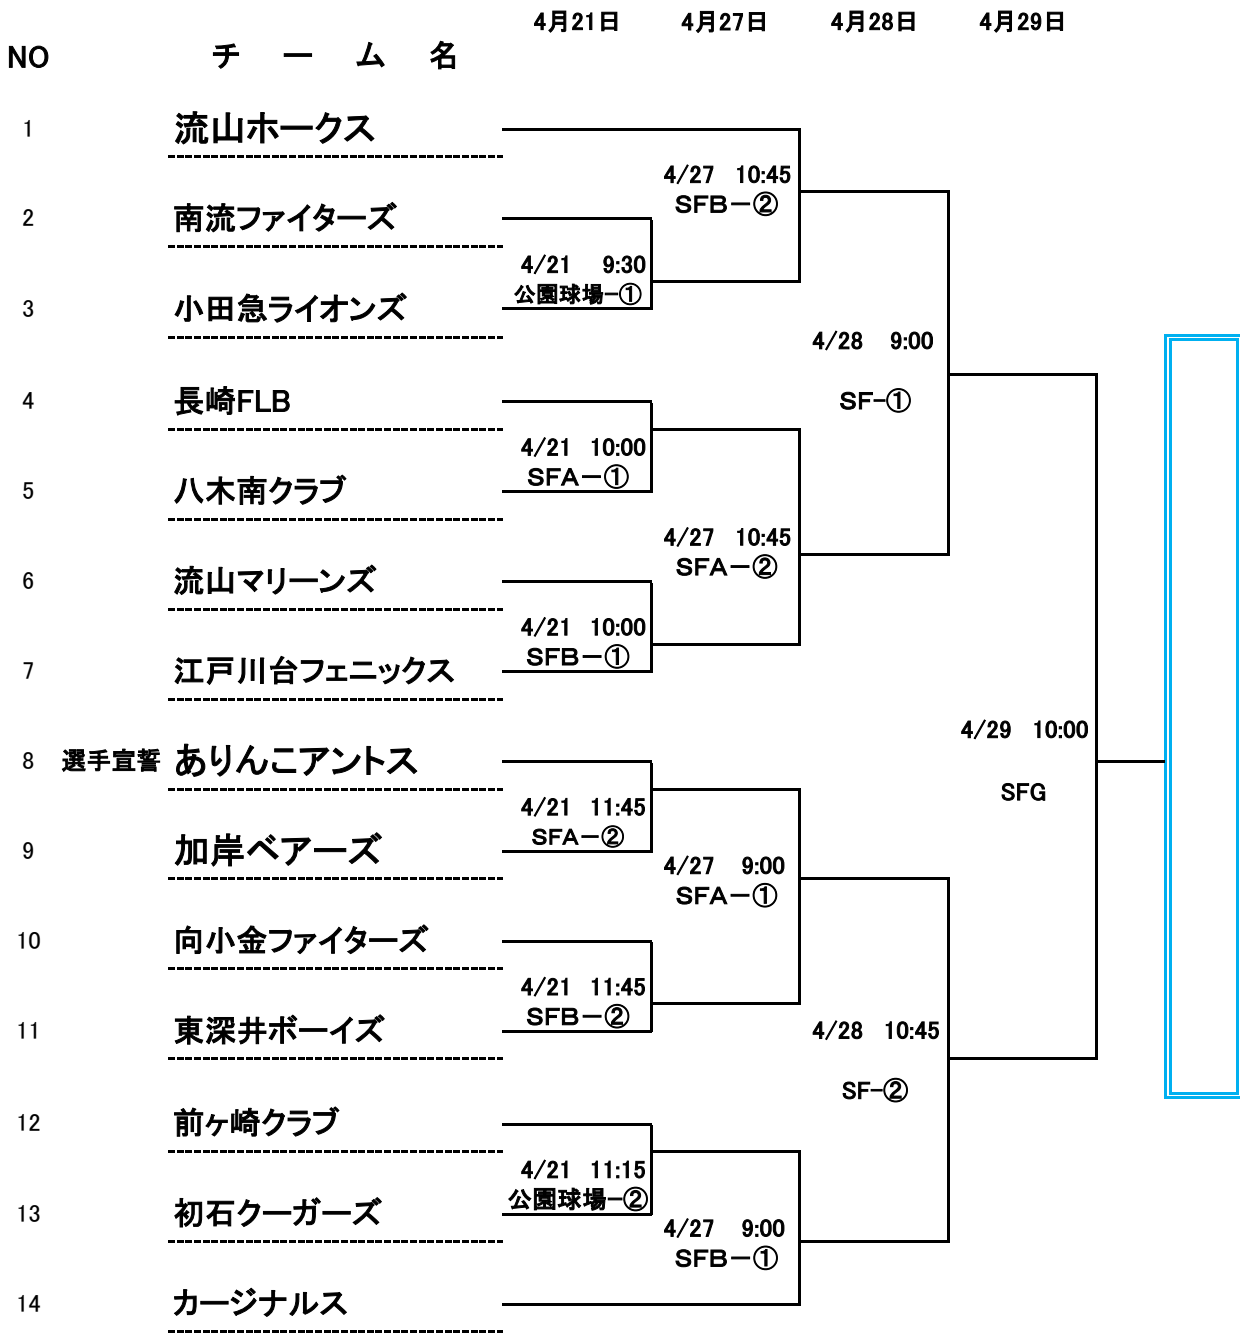 4月21日 4月27日 4月28日 4月29日
NO チ ー ム 名
1 流山ホークス
4/27 10:45
SFB－②
2 南流ファイターズ
4/21 9:30
公園球場-①
3 小田急ライオンズ
4/28 9:00
SF-①
4 長崎FLB
4/21 10:00
SFA－①
5 八木南クラブ
4/27 10:45
SFA－②
6 流山マリーンズ
4/21 10:00
SFB－①
7 江戸川台フェニックス
4/29 10:00
SFG
8 選手宣誓 ありんこアントス
4/21 11:45
SFA－②
9 加岸ベアーズ
4/27 9:00
SFA－①
10 向小金ファイターズ
4/21 11:45
SFB－②
11 東深井ボーイズ
4/28 10:45
SF-②
12 前ヶ崎クラブ
4/21 11:15
公園球場-②
13 初石クーガーズ
4/27 9:00
SFB－①
14 カージナルス